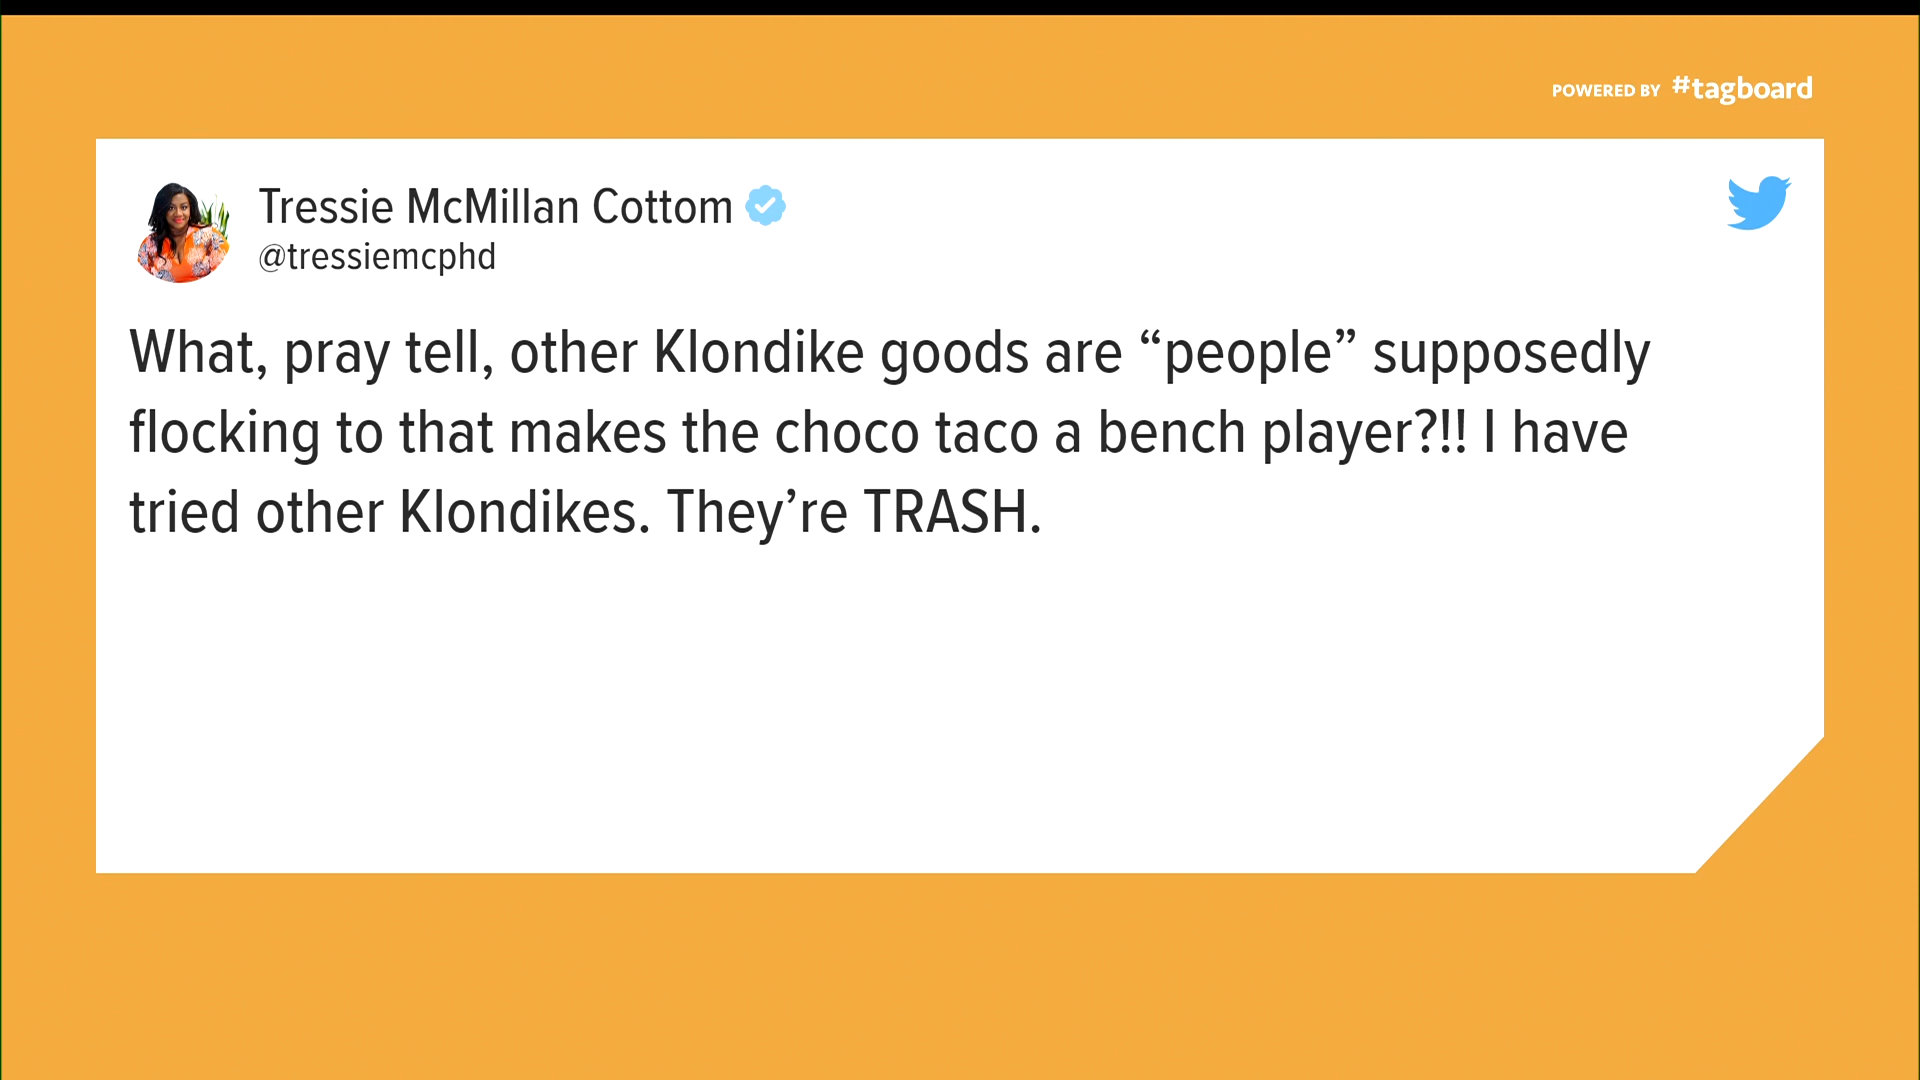 POWERED BY #tagboard
Tressie McMillan Cottom
@tressiemcphd
What, pray tell, other Klondike goods are “people” supposedly
flocking to that makes the choco taco a bench player?!! I have
tried other Klondikes. They’re TRASH.